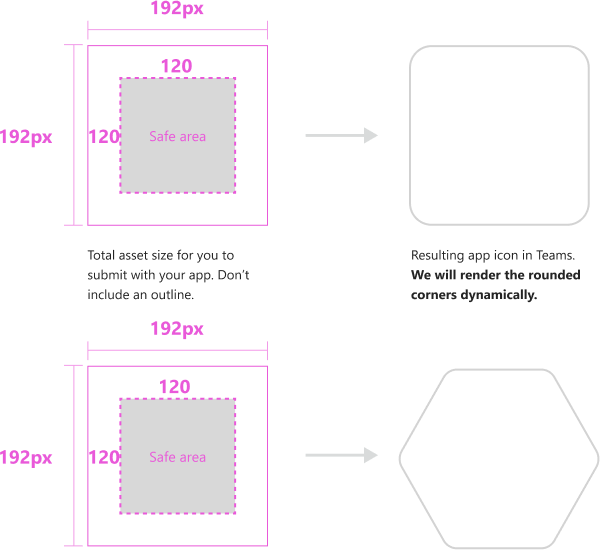 192px
120
192px
120
Safe area
Total asset size for you to
submit with your app. Don’t
include an outline.
Resulting app icon in Teams.
We will render the rounded
corners dynamically.
192px
120
192px
120
Safe area